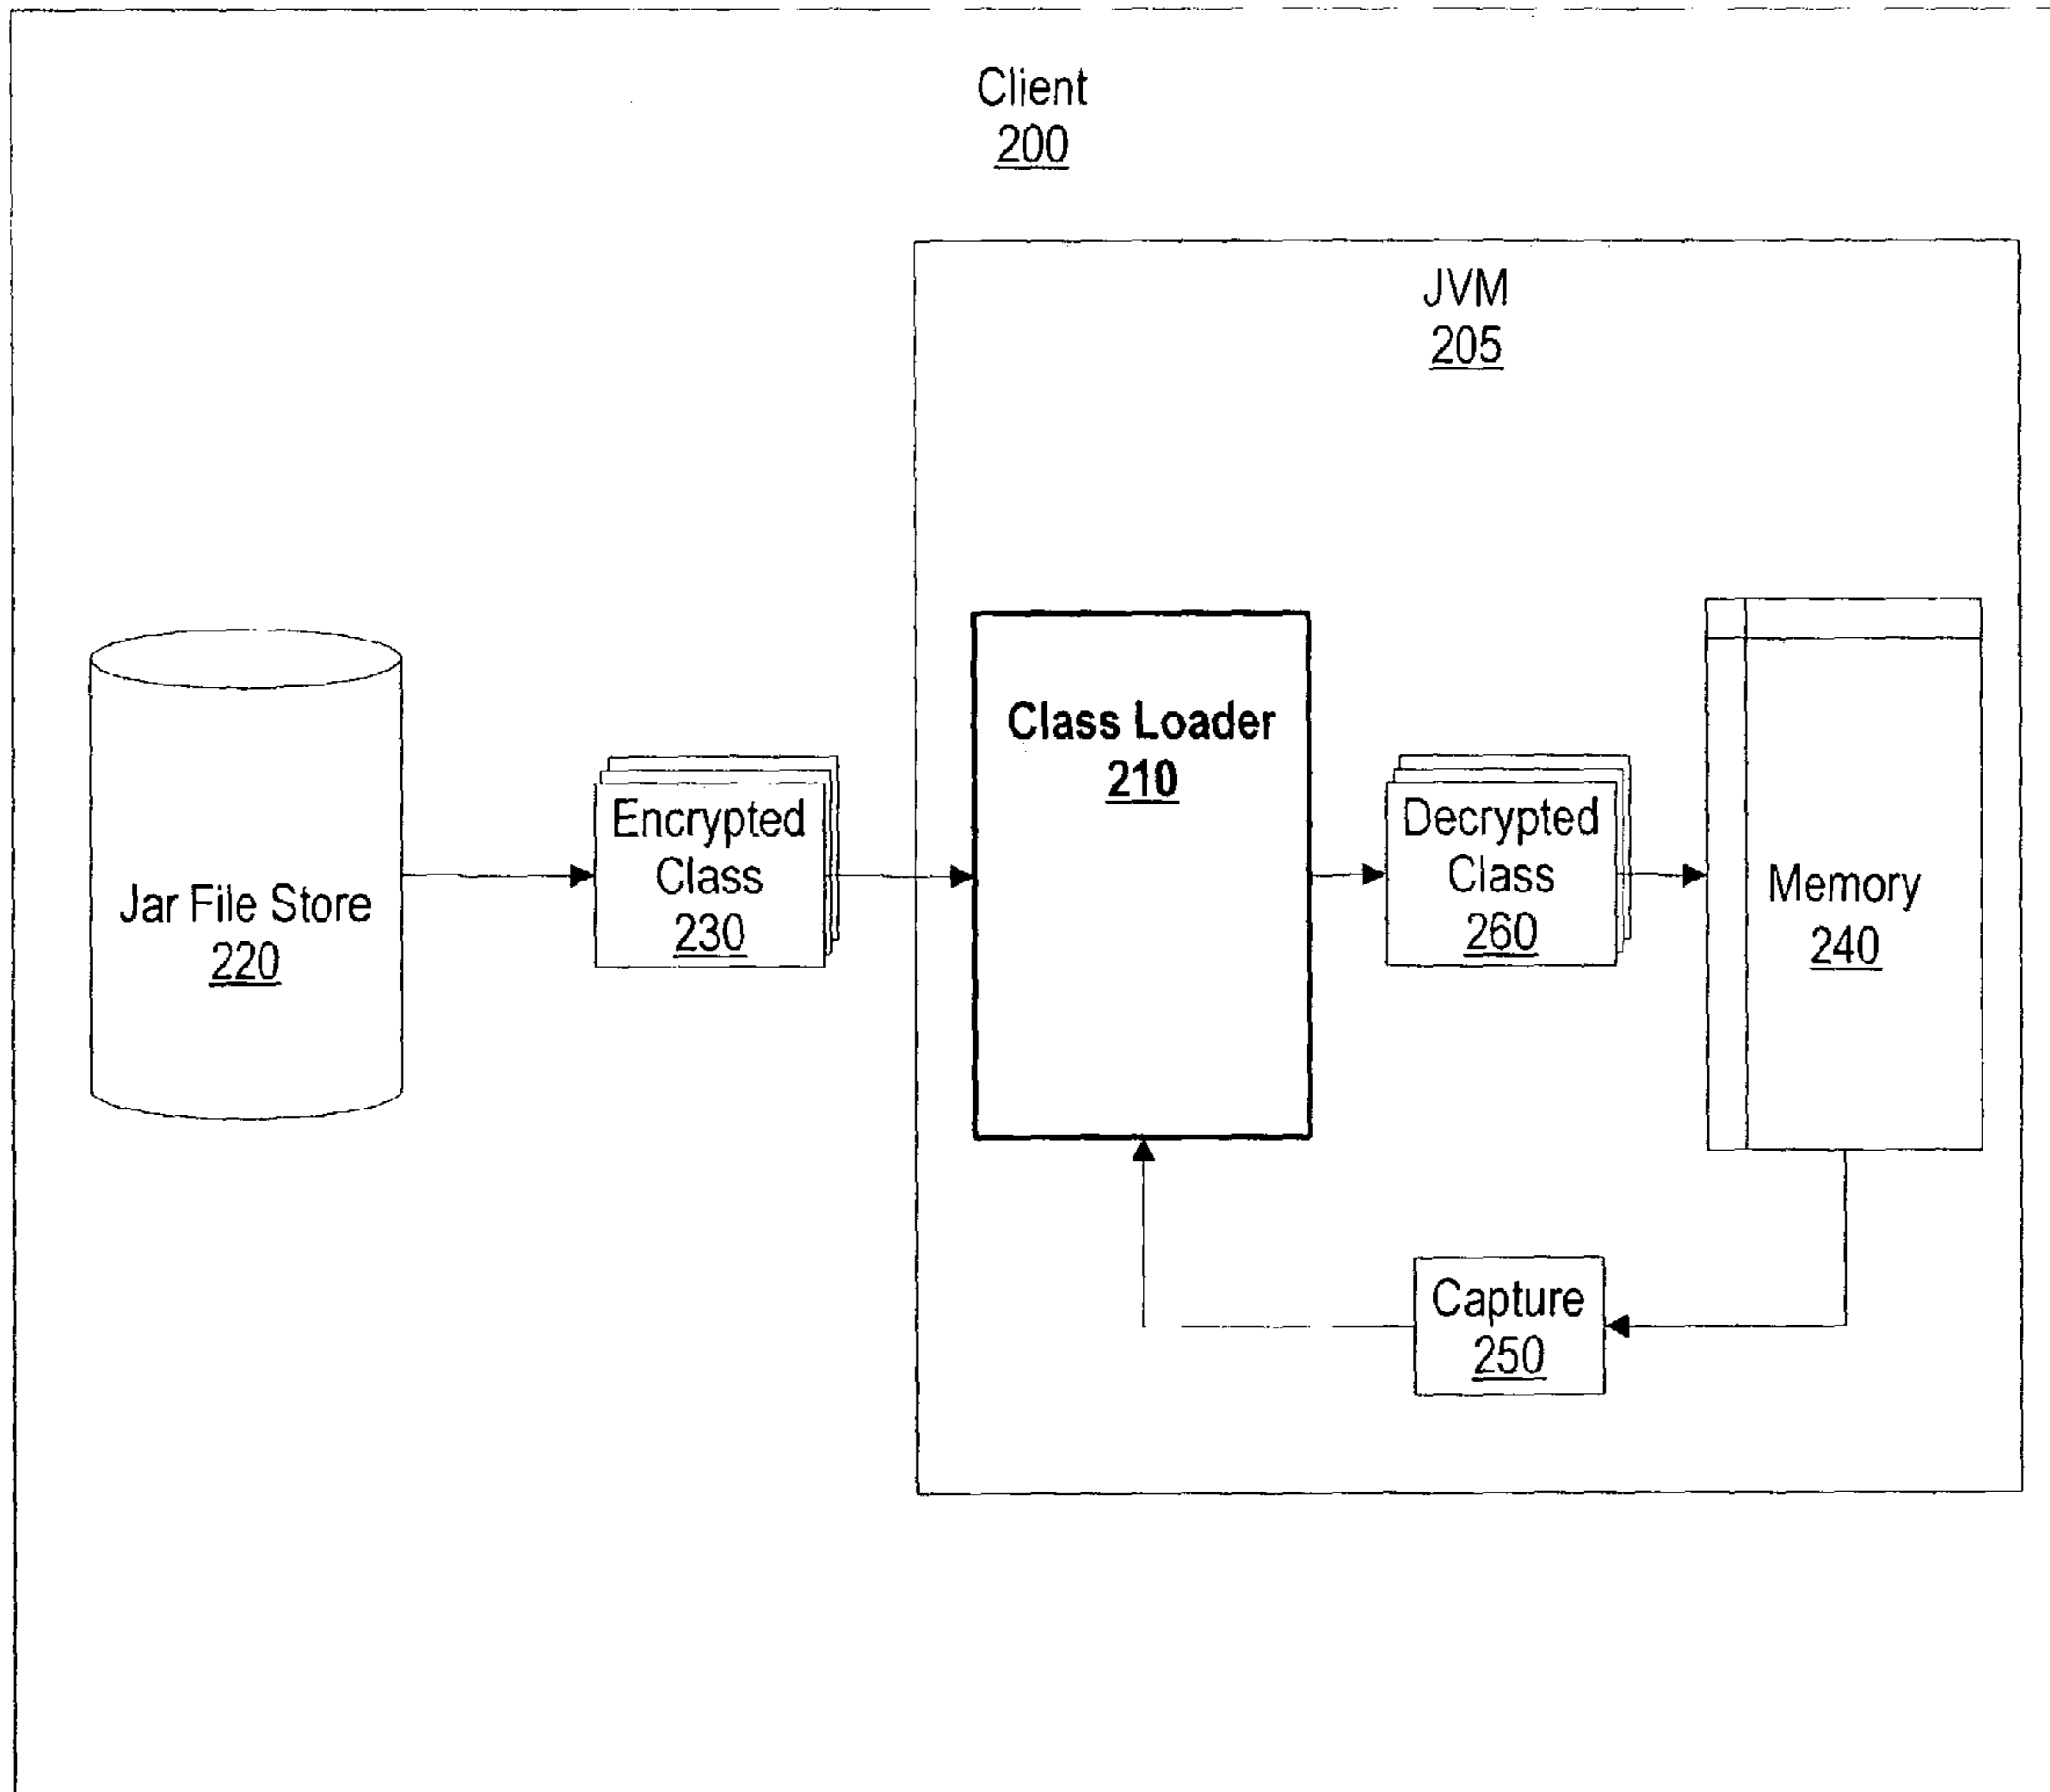 Client
200
JVM
205
Jar File Store
220
Encrypted
Class
230
Class Loader
210
Decrypted
Class
260
Memory
240
Capture
250